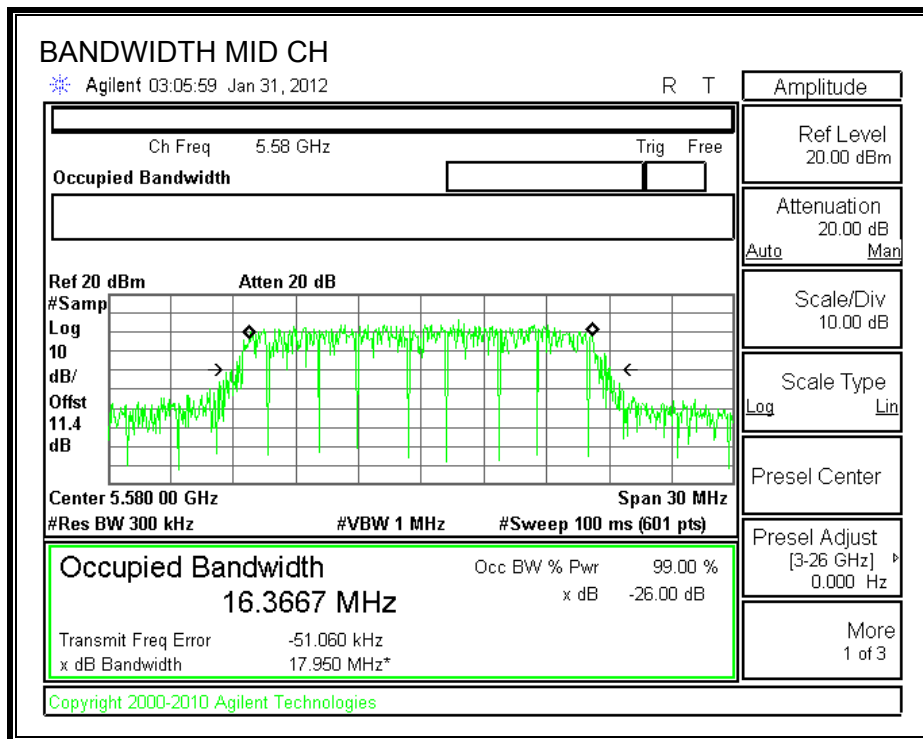 BANDWIDTH MID CH
Agilent 03:05:59 Jan 31, 2012 R T
Ch Freq 5.58 GHz Trig Free
Occupied Bandwidth
Ref 20 dBm Atten 20 dB
#Samp
Log
10
dB/
Offst
11.4
dB
Center 5.580 00 GHz Span 30 MHz
#Res BW 300 kHz #VBW 1 MHz #Sweep 100 ms (601 pts)
Occupied Bandwidth
16.3667 MHz
Occ BW % Pwr 99.00 %
x dB -26.00 dB
Transmit Freq Error -51.060 kHz
x dB Bandwidth 17.950 MHz*
Copyright 2000-2010 Agilent Technologies
Amplitude
Ref Level
20.00 dBm
Attenuation
20.00 dB
Auto Man
Scale/Div
10.00 dB
Scale Type
Log Lin
Presel Center
Presel Adjust
[3-26 GHz]
0.000 Hz
More
1 of 3